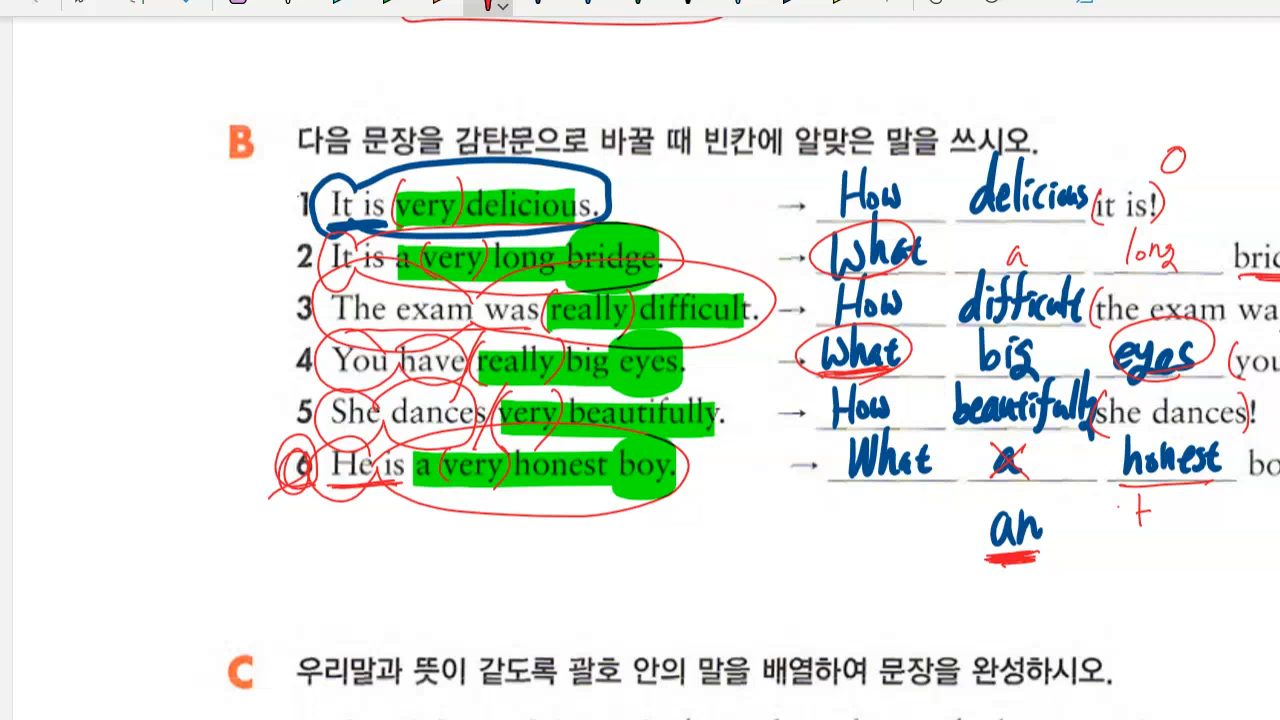 B 다음 문장을 감탄문으로 바꿀 때 빈칸에 알맞은 말을 쓰시오.
1 It is very delicious. → How delicious it is!
2 It is a very long bridge. → What a long
3 The exam was really difficult. → How difficult the exam
4 You have really big eyes. → what big eyes you
5 She dances very beautifully. → How beautifully she dances!
6 He is a very honest boy. → What a honest
an
C 우리말과 뜻이 같도록 괄호 안의 말을 배열하여 문장을 완성하시오.